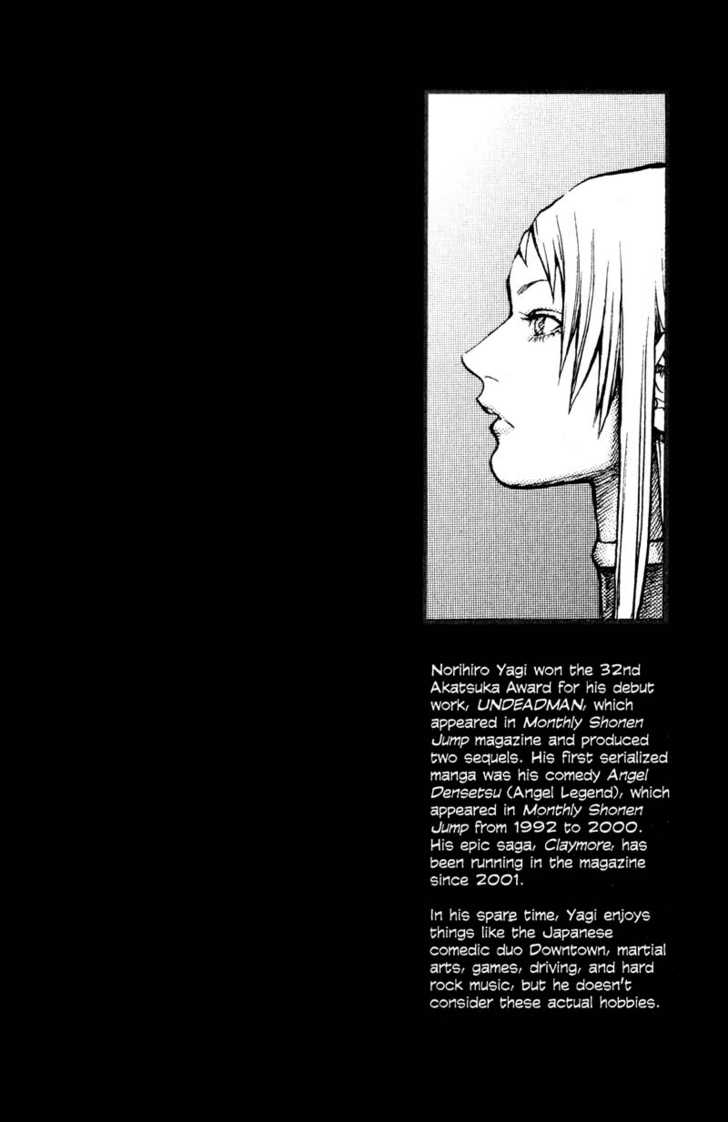 Norihiro Yagi won the 32nd
Akatsuka Award for his debut
work, UNDEADMAN, which
appeared in Monthly Shonen
Jump magazine and produced
two sequels. His first serialized
manga was his comedy Angel
Densetsu (Angel Legend), which
appeared in Monthly Shonen
Jump from 1992 to 2000.
His epic saga, Claymore, has
been running in the magazine
since 2001.
In his spare time, Yagi enjoys
things like the Japanese
comedic duo Downtown, martial
arts, games, driving, and hard
rock music, but he doesn't
consider these actual hobbies.